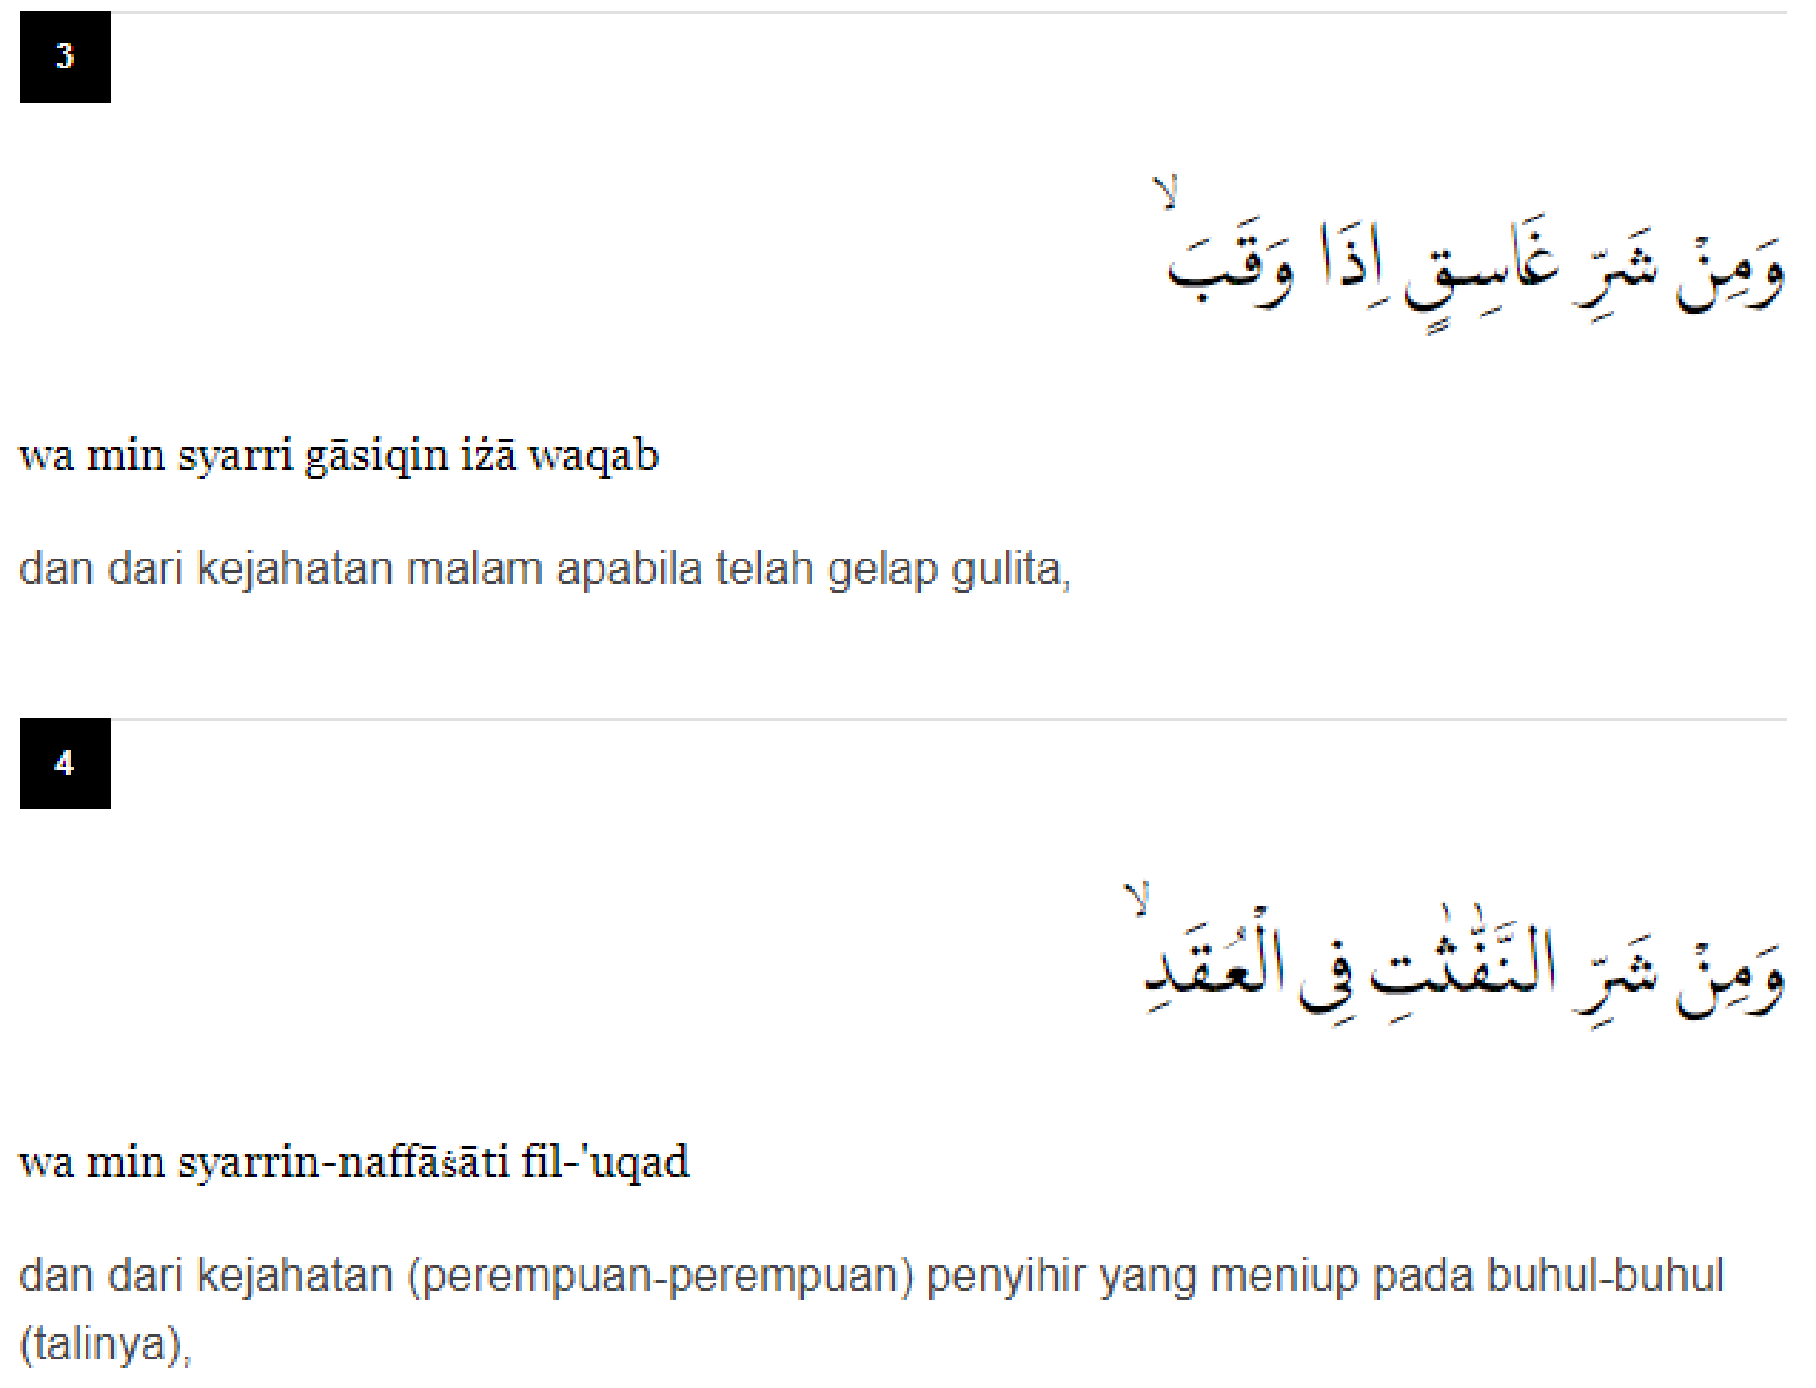 3
وَمِنْ شَرِّ غَاسِقٍ اِذَا وَقَبَۙ
wa min syarri gāsiqin iżā waqab
dan dari kejahatan malam apabila telah gelap gulita,
4
وَمِنْ شَرِّ النَّفّٰثٰتِ فِى الْعُقَدِۙ
wa min syarrin-naffāṡāti fil-'uqad
dan dari kejahatan (perempuan-perempuan) penyihir yang meniup pada buhul-buhul
(talinya),